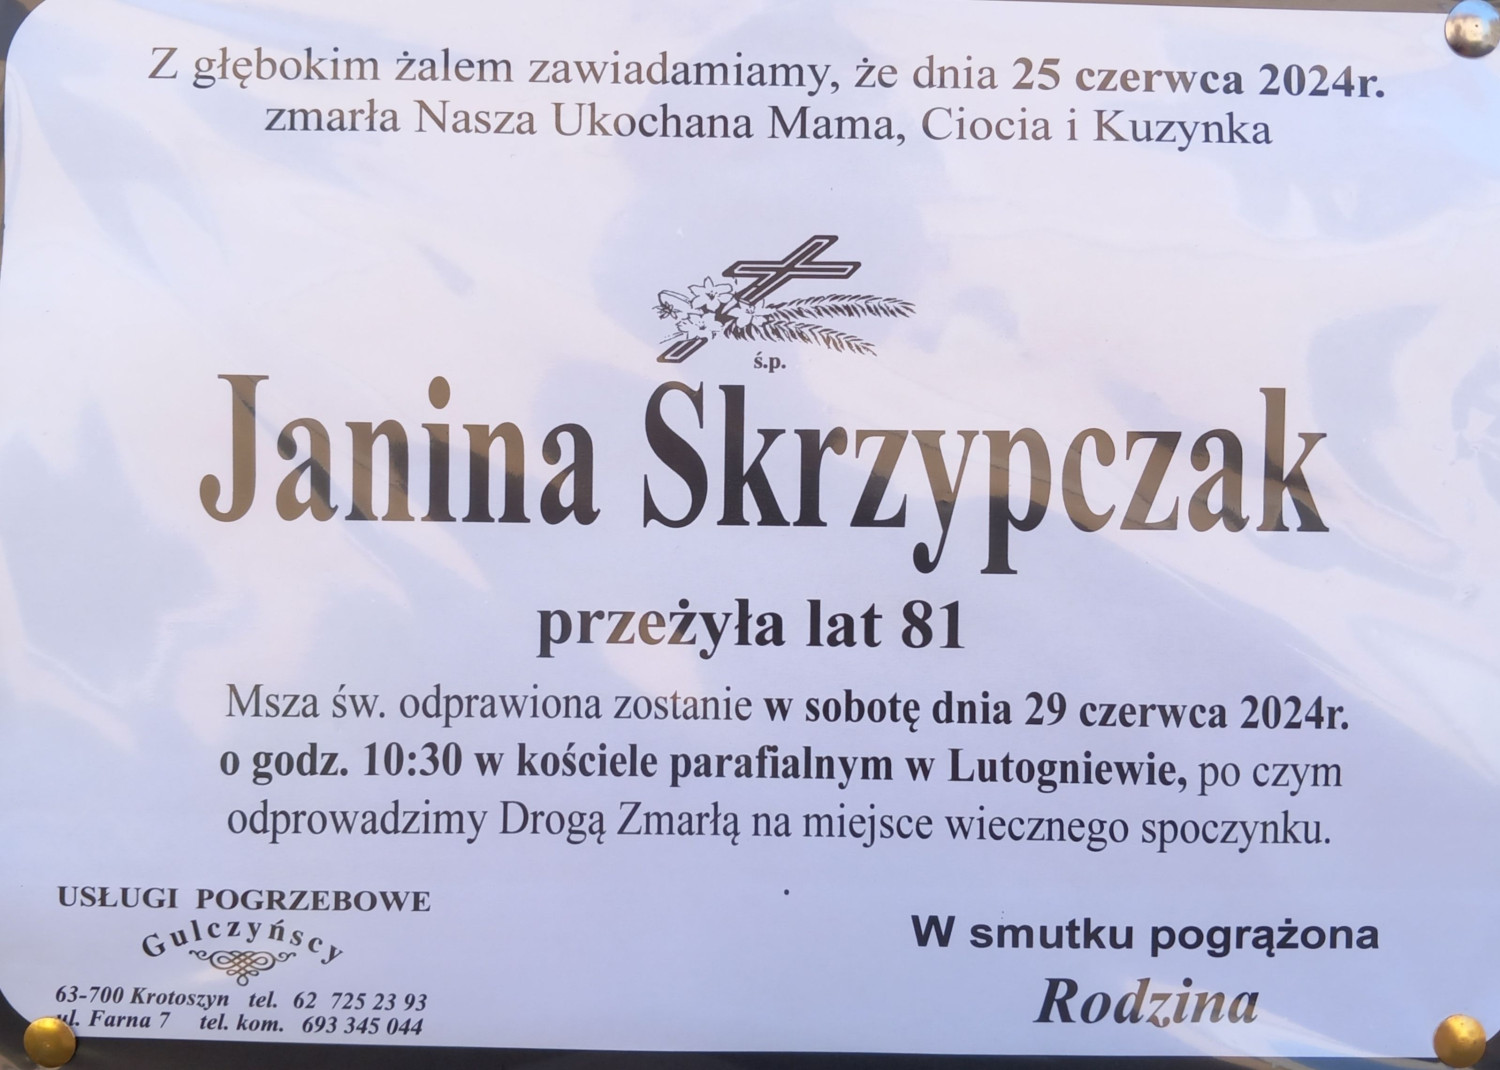 Z głębokim żalem zawiadamiamy, że dnia 25 czerwca 2024r.
zmarła Nasza Ukochana Mama, Ciocia i Kuzynka
ś.p.
Janina Skrzypczak
przeżyła lat 81
Msza św. odprawiona zostanie w sobotę dnia 29 czerwca 2024r.
o godz. 10:30 w kościele parafialnym w Lutogniewie, po czym
odprowadzimy Drogą Zmarłą na miejsce wiecznego spoczynku.
USŁUGI POGRZEBOWE
Gulczyńscy
63-700 Krotoszyn tel. 62 725 23 93
ul. Farna 7 tel. kom. 693 345 044
W smutku pogrążona
Rodzina